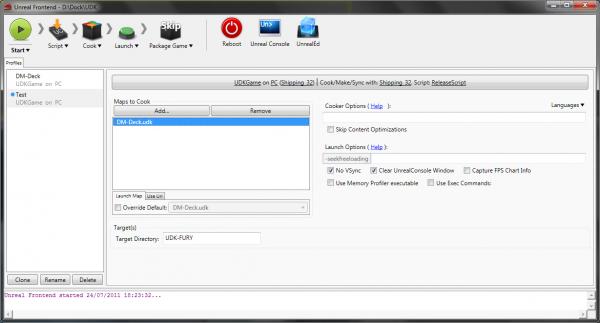 Unreal Frontend - D:\Dock\UDK
Start Script Cook Launch Package Game Reboot Unreal Console UnrealEd
Skip
Un>
Profiles
DM-Deck
UDKGame on PC
Test
UDKGame on PC
UDKGame on PC (Shipping_32) | Cook/Make/Sync with: Shipping_32, Script: ReleaseScript
Maps to Cook
Add...
Remove
DM-Deck.udk
Launch Map
Use Url
Override Default:
DM-Deck.udk
Cooker Options ( Help ):
Languages
Skip Content Optimizations
Launch Options ( Help ):
-seekfreeloading
No VSync
Clear UnrealConsole Window
Capture FPS Chart Info
Use Memory Profiler executable
Use Exec Commands:
Target(s)
Target Directory:
UDK-FURY
Clone
Rename
Delete
Unreal Frontend started 24/07/2011 18:23:32...